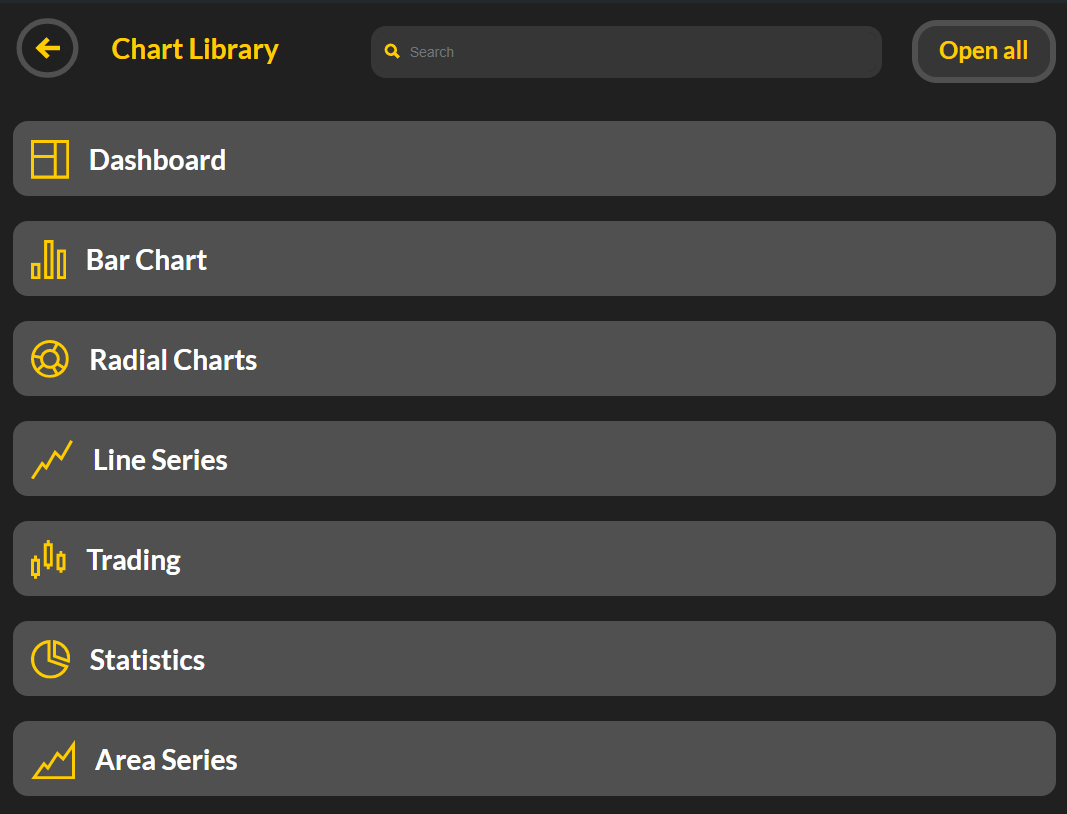 Chart Library
Search
Open all
Dashboard
Bar Chart
Radial Charts
Line Series
Trading
Statistics
Area Series